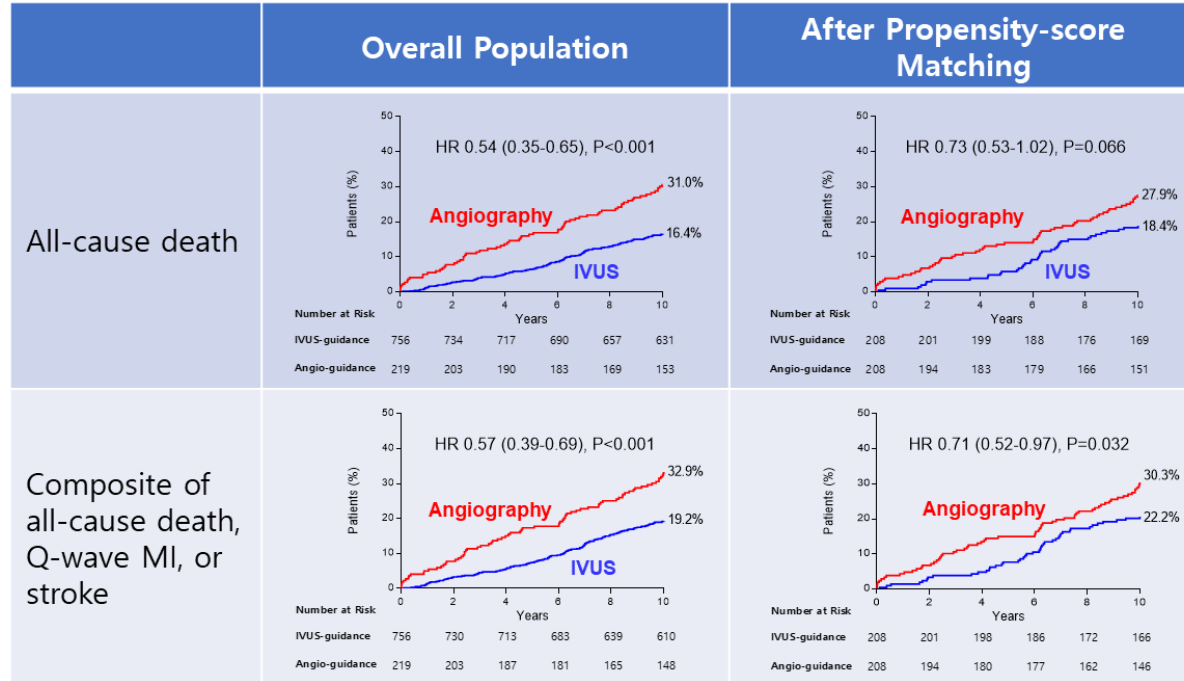 Overall Population
After Propensity-score
Matching
All-cause death
50
40
30
20
10
0
Patients (%)
HR 0.54 (0.35-0.65), P<0.001
31.0%
Angiography
16.4%
IVUS
0 2 4 6 8 10
Years
Number at Risk
IVUS-guidance 756 734 717 690 657 631
Angio-guidance 219 203 190 183 169 153
50
40
30
20
10
0
Patients (%)
HR 0.73 (0.53-1.02), P=0.066
27.9%
Angiography
18.4%
IVUS
0 2 4 6 8 10
Years
Number at Risk
IVUS-guidance 208 201 199 188 176 169
Angio-guidance 208 194 183 179 166 151
Composite of
all-cause death,
Q-wave MI, or
stroke
50
40
30
20
10
0
Patients (%)
HR 0.57 (0.39-0.69), P<0.001
32.9%
Angiography
19.2%
IVUS
0 2 4 6 8 10
Years
Number at Risk
IVUS-guidance 756 730 713 683 639 610
Angio-guidance 219 203 187 181 165 148
50
40
30
20
10
0
Patients (%)
HR 0.71 (0.52-0.97), P=0.032
30.3%
Angiography
22.2%
IVUS
0 2 4 6 8 10
Years
Number at Risk
IVUS-guidance 208 201 198 186 172 166
Angio-guidance 208 194 180 177 162 146